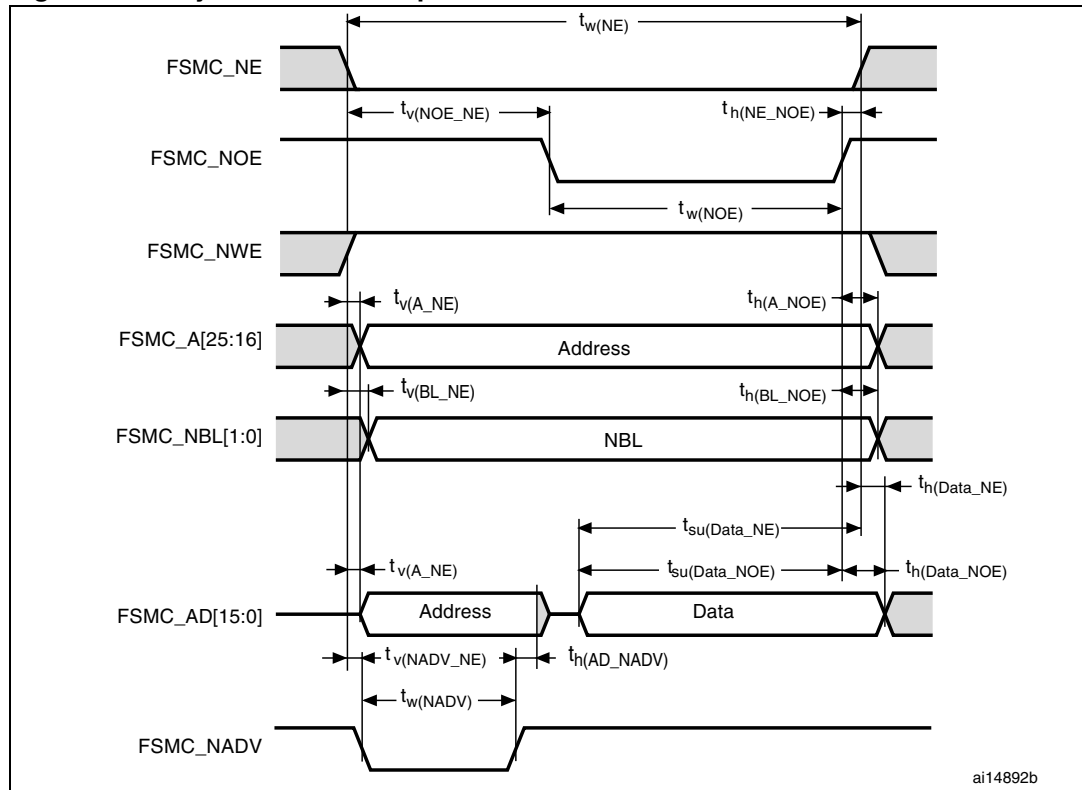 tw(NE)
FSMC_NE
tv(NOE_NE)
th(NE_NOE)
FSMC_NOE
tw(NOE)
FSMC_NWE
tv(A_NE)
th(A_NOE)
FSMC_A[25:16]
Address
tv(BL_NE)
th(BL_NOE)
FSMC_NBL[1:0]
NBL
th(Data_NE)
tsu(Data_NE)
tv(A_NE)
tsu(Data_NOE)
th(Data_NOE)
FSMC_AD[15:0]
Address
Data
tv(NADV_NE)
th(AD_NADV)
tw(NADV)
FSMC_NADV
ai14892b